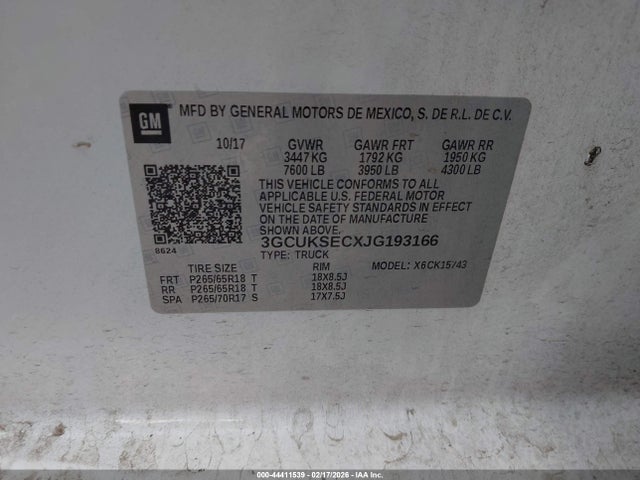 GM
MFD BY GENERAL MOTORS DE MEXICO, S. DE R.L. DE C.V.
10/17 GVWR GAWR FRT GAWR RR
3447 KG 1792 KG 1950 KG
7600 LB 3950 LB 4300 LB
THIS VEHICLE CONFORMS TO ALL
APPLICABLE U.S. FEDERAL MOTOR
VEHICLE SAFETY STANDARDS IN EFFECT
ON THE DATE OF MANUFACTURE
SHOWN ABOVE.
8624
3GCUKSECXJG193166
TYPE: TRUCK MODEL: X6CK15743
TIRE SIZE RIM
FRT P265/65R18 T 18X8.5J
RR P265/65R18 T 18X8.5J
SPA P265/70R17 S 17X7.5J
000-44411539 - 02/17/2026 - IAA Inc.